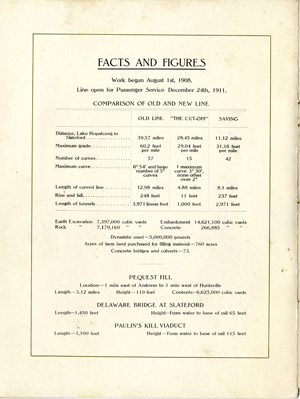 FACTS AND FIGURES
Work begun August 1st, 1908.
Line open for Passenger Service December 24th, 1911.
COMPARISON OF OLD AND NEW LINE.
OLD LINE "THE CUT-OFF" SAVING
Distance, Lake Hopatcong to
Slateford 39.57 miles 28.45 miles 11.12 miles
Maximum grade 60.2 feet per mile 29.04 feet per mile 31.16 feet per mile
Number of curves 57 15 42
Maximum curve 6° 54' and large number of 5° curves 1 maximum curve 3° 30', none other over 2°
Length of curved line 12.98 miles 4.88 miles 8.1 miles
Rise and fall 248 feet 11 feet 237 feet
Length of tunnels 3,971 linear feet 1,000 feet 2,971 feet
Earth Excavation 7,397,000 cubic yards Embankment 14,621,100 cubic yards
Rock " 7,179,160 " " Concrete 266,885 " "
Dynamite used—5,000,000 pounds
Acres of farm land purchased for filling material—760 acres
Concrete bridges and culverts—73.
PEQUEST FILL
Location—1 mile east of Andover to 1 mile west of Huntsville
Length—3.12 miles Height—110 feet Contents—6,625,000 cubic yards
DELAWARE BRIDGE, AT SLATEFORD
Length—1,450 feet Height—From water to base of rail 65 feet
PAULIN'S KILL VIADUCT
Length—1,100 feet Height—From water to base of rail 115 feet